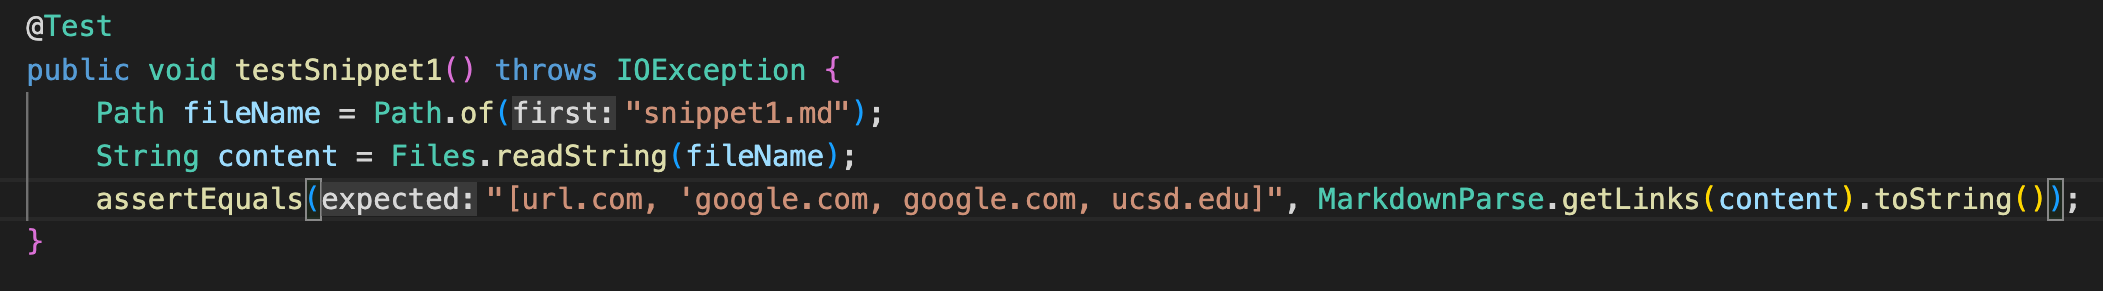 @Test
public void testSnippet1() throws IOException {
    Path fileName = Path.of(first: "snippet1.md");
    String content = Files.readString(fileName);
    assertEquals(expected: "[url.com, 'google.com, google.com, ucsd.edu]", MarkdownParse.getLinks(content).toString());
}